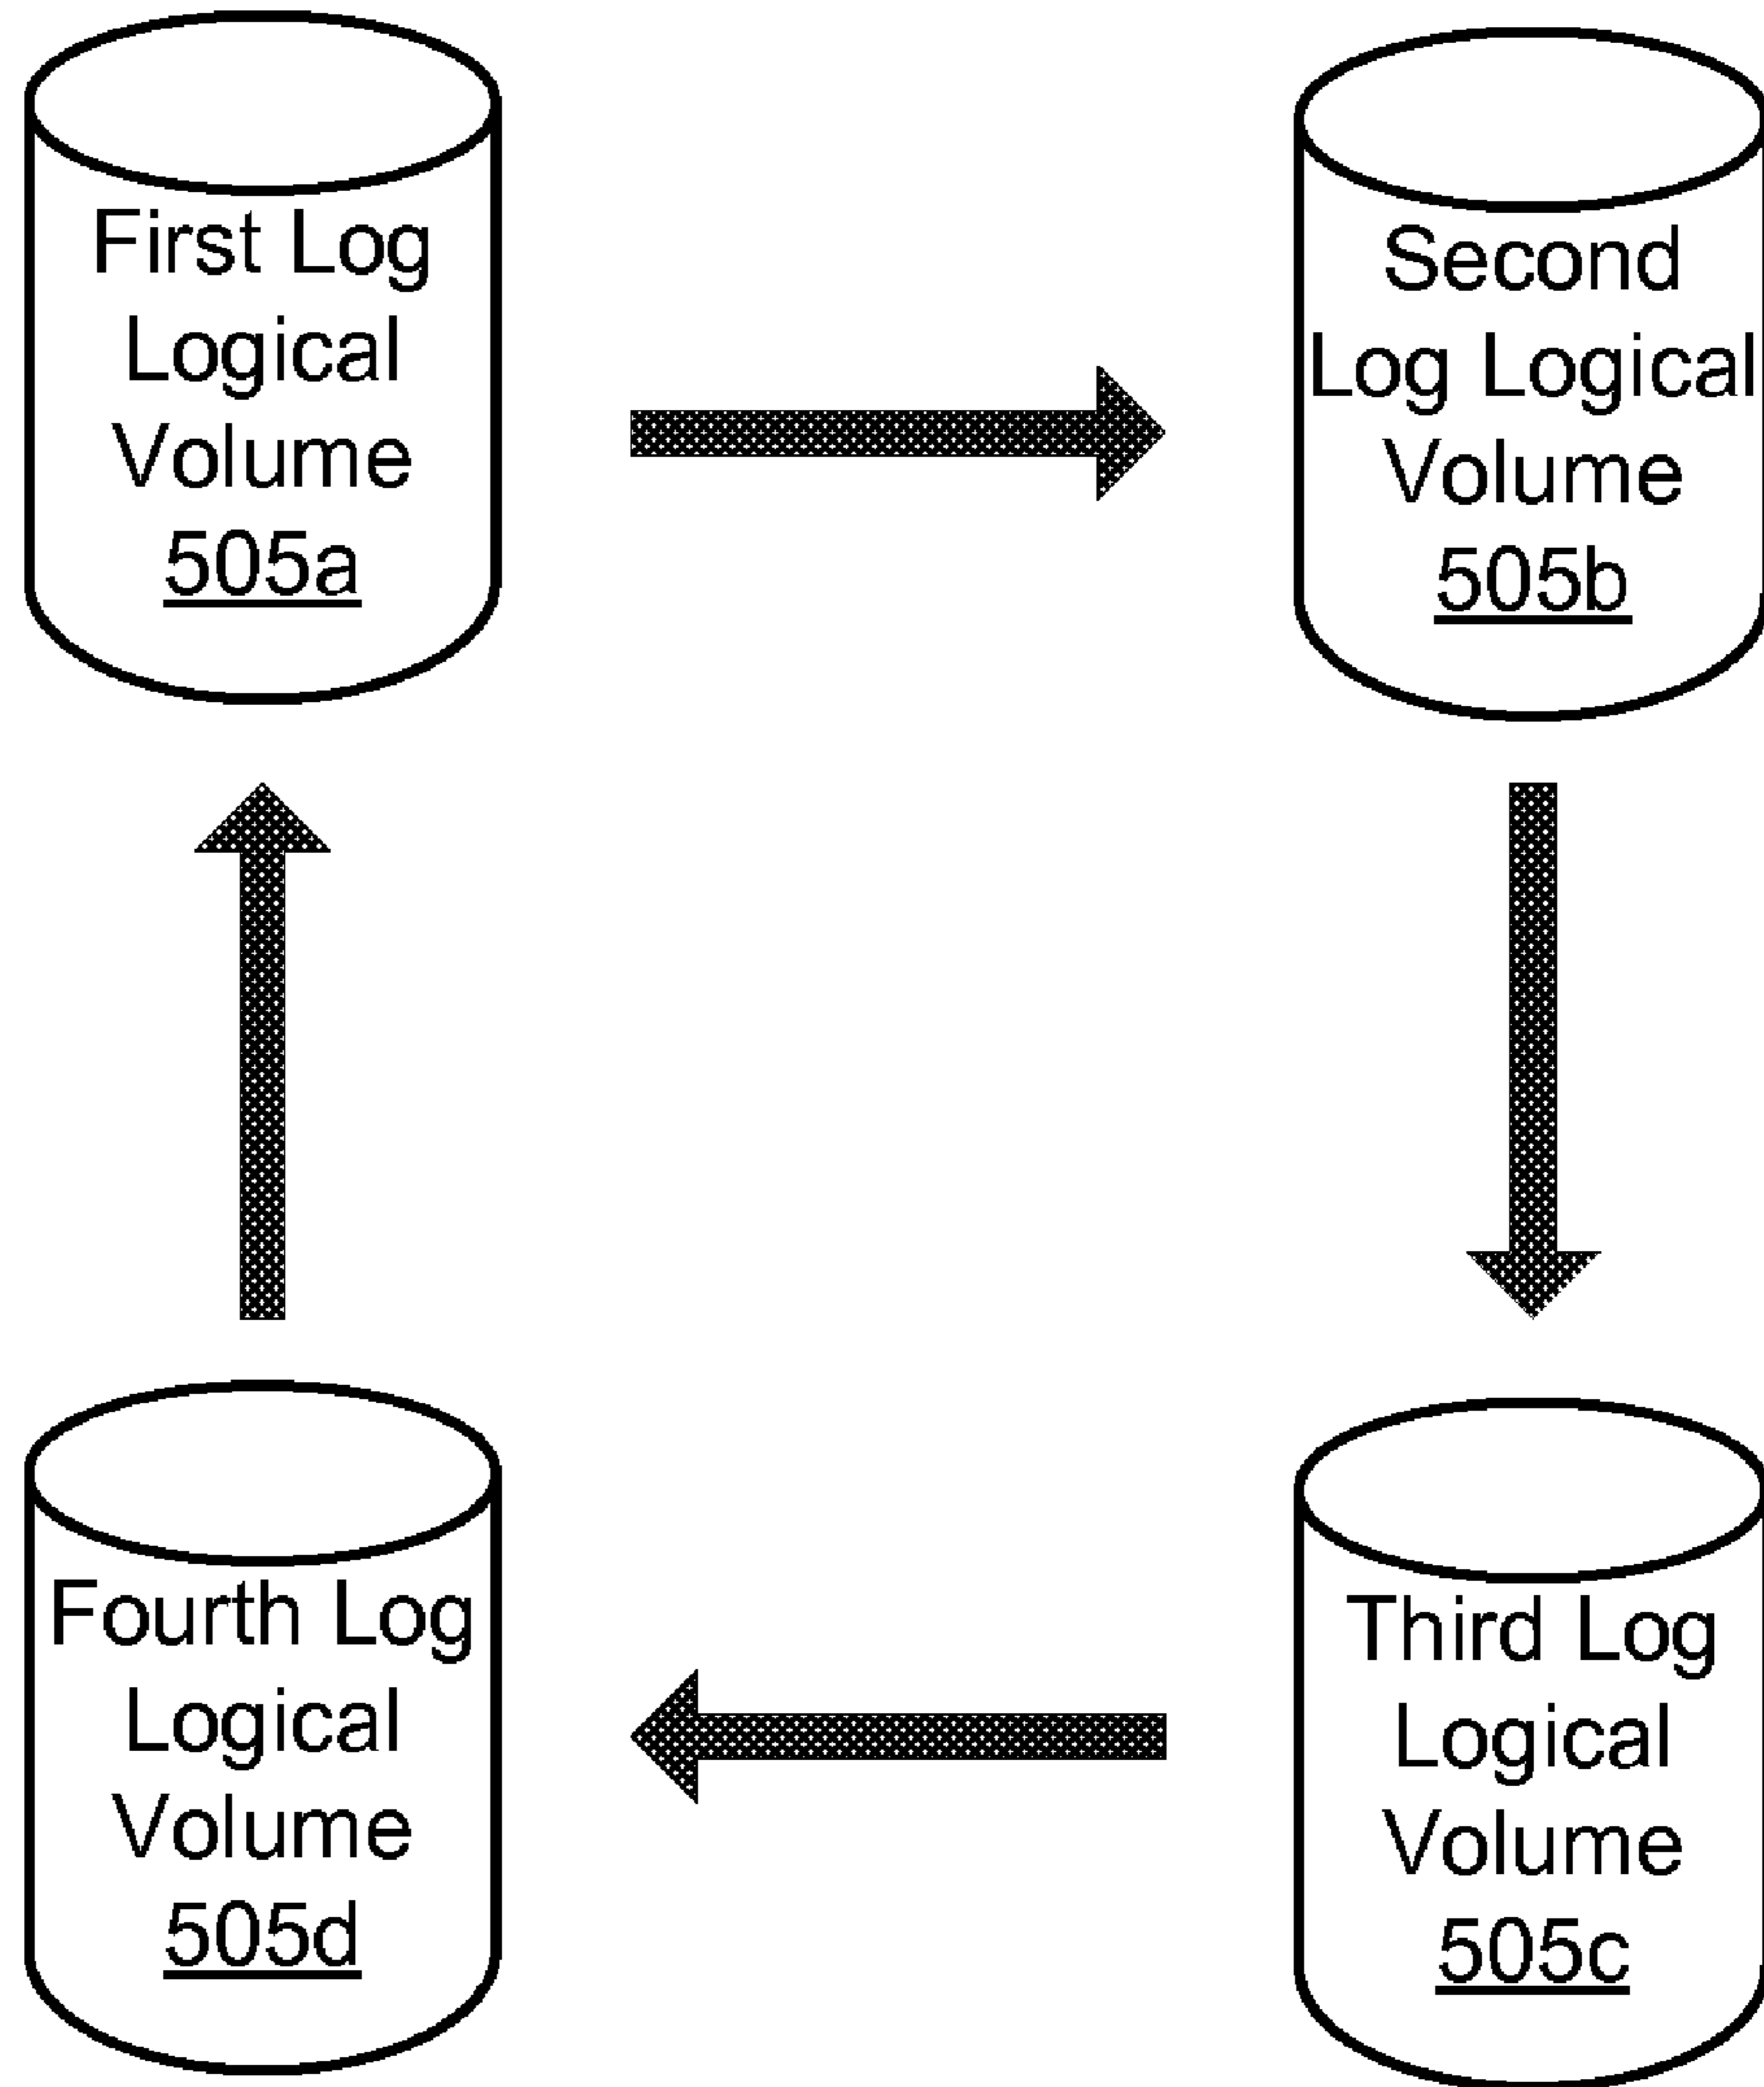 First Log
Logical
Volume
505a
Second
Log Logical
Volume
505b
Fourth Log
Logical
Volume
505d
Third Log
Logical
Volume
505c